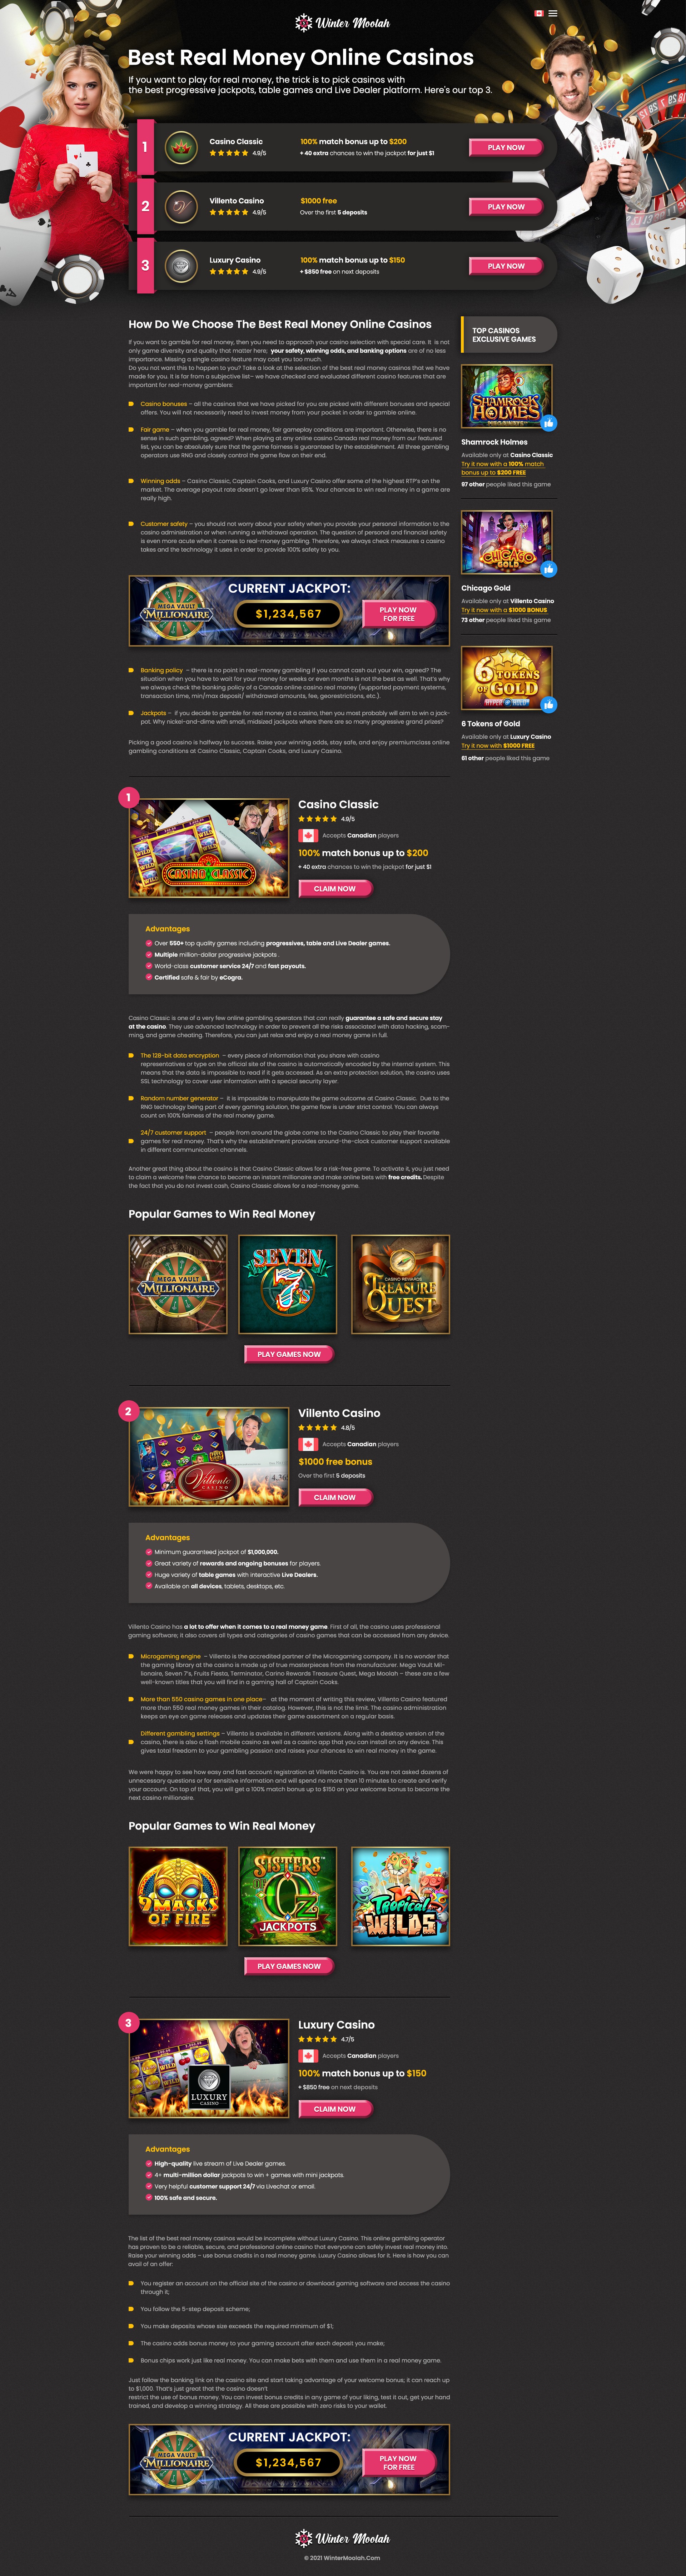 Winter Moolah
Best Real Money Online Casinos
If you want to play for real money, the trick is to pick casinos with
the best progressive jackpots, table games and Live Dealer platform. Here's our top 3.
1
Casino Classic
4.9/5
100% match bonus up to $200
+ 40 extra chances to win the jackpot for just $1
PLAY NOW
2
Villento Casino
4.9/5
$1000 free
Over the first 5 deposits
PLAY NOW
3
Luxury Casino
4.9/5
100% match bonus up to $150
+ $850 free on next deposits
PLAY NOW
How Do We Choose The Best Real Money Online Casinos
If you want to gamble for real money, then you need to approach your casino selection with special care. It is not
only game diversity and quality that matter here; your safety, winning odds, and banking options are of no less
importance. Missing a single casino feature may cost you too much.
Do you want this to happen to you? Take a look at the selection of the best real money casinos that we have
made for you. It is far from a subjective list– we have checked and evaluated different casino features that are
important for real-money gamblers:
Casino bonuses – all the casinos that we have picked for you are picked with different bonus and special
offers. You will not necessarily need to invest money from your pocket in order to gamble online.
Fair game – when you gamble for real money, fair gameplay conditions are important. Otherwise, there is no
sense in such gambling, agreed? When playing at any online casino Canada real money from our featured
list, you can be absolutely sure that the game fairness is guaranteed by the establishment. All three gambling
operators use RNG and closely control the game flow on their end.
Winning odds – Casino Classic, Captain Cooks, and Luxury Casino offer some of the highest RTP's on the
market. The average payout rate doesn't go lower than 96%. Your chances to win real money in a game are
really high.
Customer safety – you should not worry about your safety when you provide your personal information to the
casino administration or when running a withdrawal operation. The question of personal and financial safety
is even more acute when it comes to real-money gambling. Therefore, we always check measures a casino
takes and the technology it uses in order to provide 100% safety to you.
MEGA VAULT
MILLIONAIRE
CURRENT JACKPOT:
$1,234,567
PLAY NOW
FOR FREE
Banking policy – there is no point in real-money gambling if you cannot cash out your win, agreed? The
situation when you have to wait for your money for weeks or even months is not the best as well. That's why
we always check the banking policy of a Canada online casino real money (supported payment systems,
transaction time, min/max deposit/ withdrawal amounts, fee, georestrictions, etc.).
Jackpots – if you decide to gamble for real money at a casino, then you most probably will aim to win a jack-
pot. Why nickel-and-dime with small, midsized jackpots where there are so many progressive grand prizes?
Picking a good casino is halfway to success. Raise your winning odds, stay safe, and enjoy premiumclass online
gambling conditions at Casino Classic, Captain Cooks, and Luxury Casino.
TOP CASINOS
EXCLUSIVE GAMES
SHAMROCK
HOLMES
MEGAWAYS
Shamrock Holmes
Available only at Casino Classic
Try it now with a 100% match
bonus up to $200 FREE
97 other people liked this game
CHICAGO
GOLD
Chicago Gold
Available only at Villento Casino
Try it now with a $1000 BONUS
73 other people liked this game
6 TOKENS
OF GOLD
HYPER HOLD
6 Tokens of Gold
Available only at Luxury Casino
Try it now with $1000 FREE
61 other people liked this game
1
WILD
CASINO CLASSIC
Casino Classic
4.9/5
Accepts Canadian players
100% match bonus up to $200
+ 40 extra chances to win the jackpot for just $1
CLAIM NOW
Advantages
Over 550+ top quality games including progressives, table and Live Dealer games.
Multiple million-dollar progressive jackpots .
World-class customer service 24/7 and fast payouts.
Certified safe & fair by eCogra.
Casino Classic is one of a very few online gambling operators that can really guarantee a safe and secure stay
at the casino. They use advanced technology in order to prevent all the risks associated with data hacking, scam-
ming, and game cheating. Therefore, you can just relax and enjoy a real money game in full.
The 128-bit data encryption – every piece of information that you share with casino
representatives or type on the official site of the casino is automatically encoded by the internal system. This
means that the data is impossible to read if it gets accessed. As an extra protection solution, the casino uses
SSL technology to cover user information with a special security layer.
Random number generator – it is impossible to manipulate the game outcome at Casino Classic. Due to the
RNG technology being part of every gaming solution, the game flow is under strict control. You can always
count on 100% fairness of the real money game.
24/7 customer support – people from around the globe come to the Casino Classic to play their favorite
games for real money. That's why the establishment provides around-the-clock customer support available
in different communication channels.
Another great thing about the casino is that Casino Classic allows for a risk-free game. To activate it, you just need
to claim a welcome free chance to become an instant millionaire and make online bets with free credits. Despite
the fact that you do not invest cash, Casino Classic allows for a real-money game.
Popular Games to Win Real Money
MEGA VAULT
MILLIONAIRE
SEVEN
7's
CASINO REWARDS
TREASURE
QUEST
PLAY GAMES NOW
2
Villento
CASINO
Villento Casino
4.8/5
Accepts Canadian players
$1000 free bonus
Over the first 5 deposits
CLAIM NOW
Advantages
Minimum guaranteed jackpot of $1,000,000.
Great variety of rewards and ongoing bonuses for players.
Huge variety of table games with interactive Live Dealers.
Available on all devices, tablets, desktops, etc.
Villento Casino has a lot to offer when it comes to a real money game. First of all, the casino uses professional
gaming software; it also covers all types and categories of casino games that can be accessed from any device.
Microgaming engine – Villento is the accredited partner of the Microgaming company. It is no wonder that
the gaming library at the casino is made up of true masterpieces from the manufacturer. Mega Vault Mil-
lionaire, Seven 7's, Fruits Fiesta, Terminator, Carino Rewards Treasure Quest, Mega Moolah – these are a few
well-known titles that you will find in a gaming hall of Captain Cooks.
More than 550 casino games in one place– at the moment of writing this review, Villento Casino featured
more than 550 real money games in their catalog. However, this is not the limit. The casino administration
keeps an eye on game releases and updates their game assortment on a regular basis.
Different gambling settings – Villento is available in different versions. Along with a desktop version of the
casino, there is also a flash mobile casino as well as a casino app that you can install on any device. This
gives total freedom to your gambling passion and raises your chances to win real money in the game.
We were happy to see how easy and fast account registration at Villento Casino is. You are not asked dozens of
unnecessary questions or for sensitive information and will spend no more than 10 minutes to create and verify
your account. On top of that, you will get a 100% match bonus up to $150 on your welcome bonus to become the
next casino millionaire.
Popular Games to Win Real Money
9 MASKS
OF FIRE™
SISTERS™
OF OZ
JACKPOTS
Tropical
WILDS
PLAY GAMES NOW
3
WILD
LUXURY
CASINO
Luxury Casino
4.7/5
Accepts Canadian players
100% match bonus up to $150
+ $850 free on next deposits
CLAIM NOW
Advantages
High-quality live stream of Live Dealer games.
4+ multi-million dollar jackpots to win + games with mini jackpots.
Very helpful customer support 24/7 via Livechat or email.
100% safe and secure.
The list of the best real money casinos would be incomplete without Luxury Casino. This online gambling operator
has proven to be a reliable, secure, and professional online casino that everyone can safely invest real money into.
Raise your winning odds – use bonus credits in a real money game. Luxury Casino allows for it. Here is how you can
avail of an offer:
You register an account on the official site of the casino or download gaming software and access the casino
through it;
You follow the 5-step deposit scheme;
You make deposits whose size exceeds the required minimum of $1;
The casino adds bonus money to your gaming account after each deposit you make;
Bonus chips work just like real money. You can make bets with them and use them in a real money game.
Just follow the banking link on the casino site and start taking advantage of your welcome bonus; it can reach up
to $1,000. That's just great that the casino doesn't
restrict the use of bonus money. You can invest bonus credits in any game of your liking, test it out, get your hand
trained, and develop a winning strategy. All these are possible with zero risks to your wallet.
MEGA VAULT
MILLIONAIRE
CURRENT JACKPOT:
$1,234,567
PLAY NOW
FOR FREE
Winter Moolah
© 2021 WinterMoolah.Com